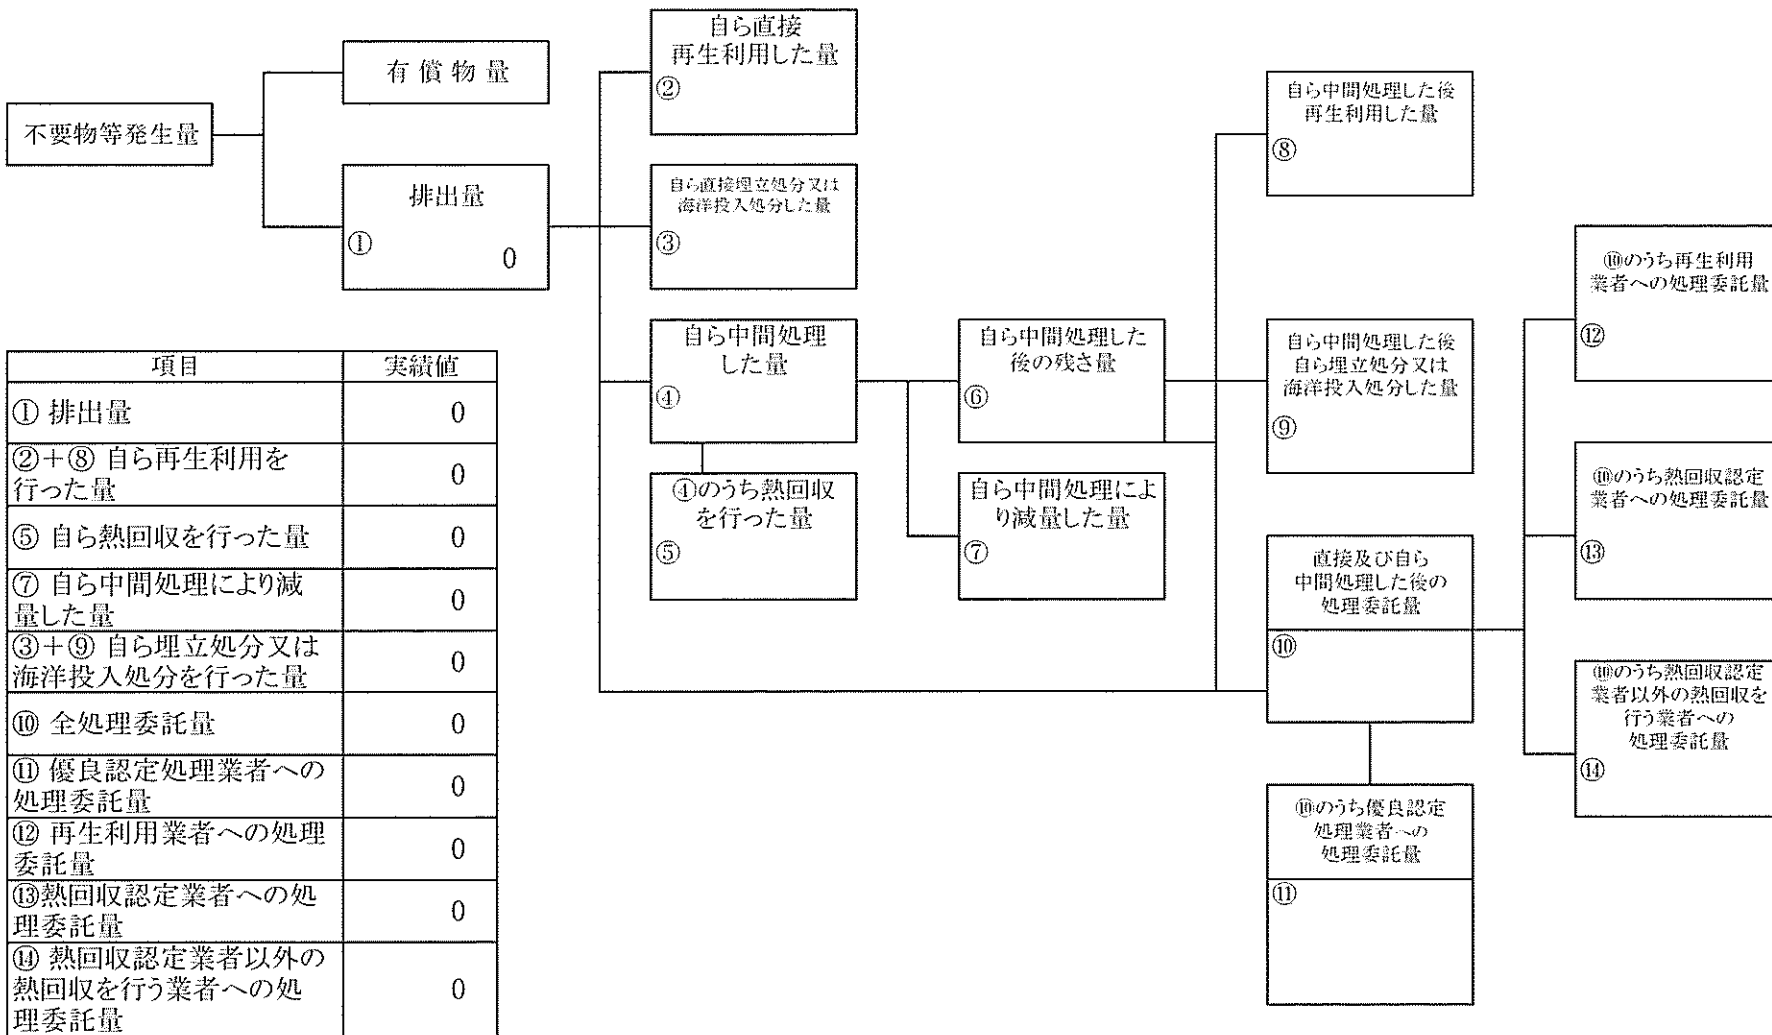 不要物等発生量
有償物量
排出量
①
0
自ら直接
再生利用した量
②
自ら直接埋立処分又は
海洋投入処分した量
③
自ら中間処理
した量
④
④のうち熱回収
を行った量
⑤
自ら中間処理した
後の残さ量
⑥
自ら中間処理によ
り減量した量
⑦
自ら中間処理した後
再生利用した量
⑧
自ら中間処理した後
自ら埋立処分又は
海洋投入処分した量
⑨
直接及び自ら
中間処理した後の
処理委託量
⑩
⑩のうち優良認定
処理業者への
処理委託量
⑪
⑩のうち再生利用
業者への処理委託量
⑫
⑩のうち熱回収認定
業者への処理委託量
⑬
⑩のうち熱回収認定
業者以外の熱回収を
行う業者への
処理委託量
⑭
項目 実績値
① 排出量 0
②+⑧ 自ら再生利用を
行った量 0
⑤ 自ら熱回収を行った量 0
⑦ 自ら中間処理により減
量した量 0
③+⑨ 自ら埋立処分又は
海洋投入処分を行った量 0
⑩ 全処理委託量 0
⑪ 優良認定処理業者への
処理委託量 0
⑫ 再生利用業者への処理
委託量 0
⑬熱回収認定業者への処
理委託量 0
⑭ 熱回収認定業者以外の
熱回収を行う業者への処
理委託量 0